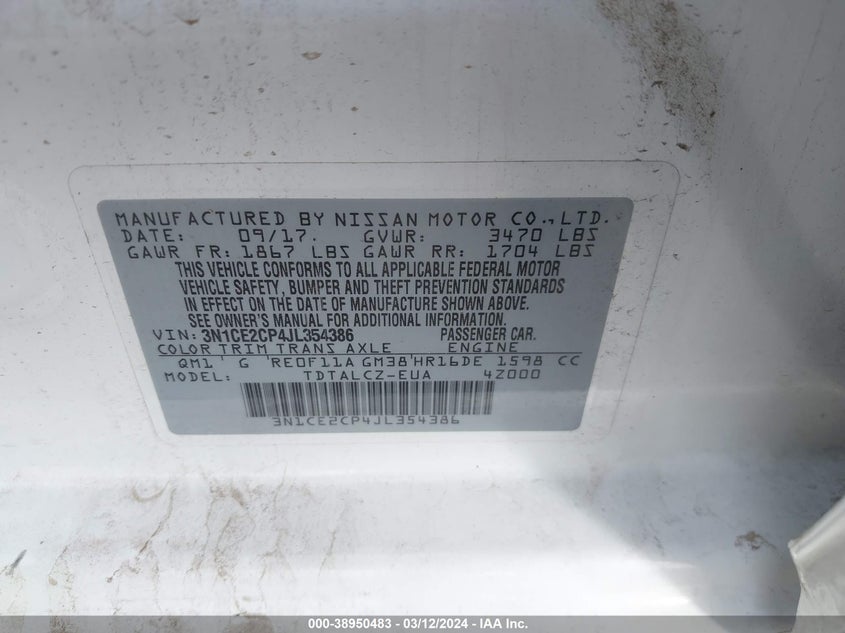 MANUFACTURED BY NISSAN MOTOR CO., LTD.
DATE: 09/17. GVWR: 3470 LBS
GAWR FR: 1867 LBS GAWR RR: 1704 LBS
THIS VEHICLE CONFORMS TO ALL APPLICABLE FEDERAL MOTOR
VEHICLE SAFETY, BUMPER AND THEFT PREVENTION STANDARDS
IN EFFECT ON THE DATE OF MANUFACTURE SHOWN ABOVE.
SEE OWNER'S MANUAL FOR ADDITIONAL INFORMATION.
VIN: 3N1CE2CP4JL354386 PASSENGER CAR.
COLOR TRIM TRANS AXLE ENGINE
QM1 G RE0F11A GM38 HR16DE 1598 CC
MODEL: TDTALCZ-EUA 4Z000
3N1CE2CP4JL354386
000-38950483 - 03/12/2024 - IAA Inc.